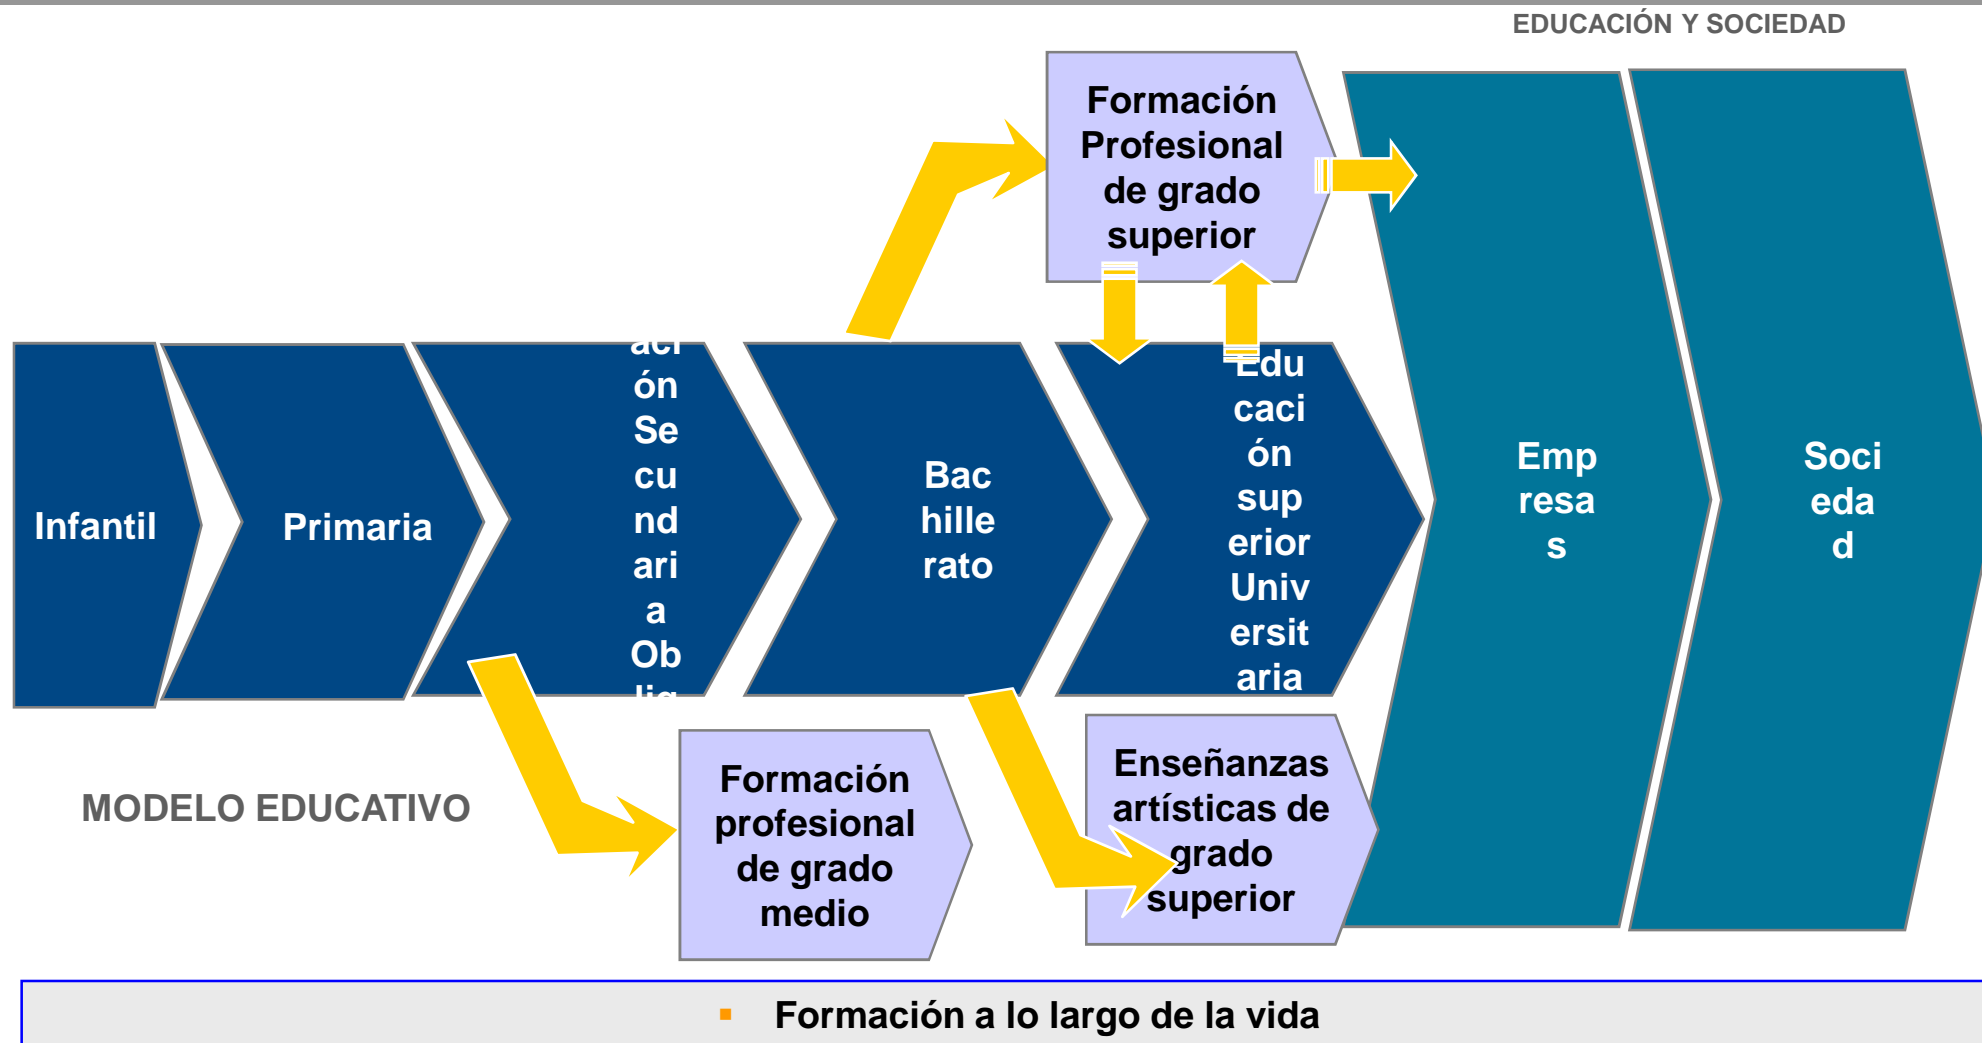 EDUCACIÓN Y SOCIEDAD
Formación
Profesional
de grado
superior
Infantil
Primaria
aci
ón
Se
cu
nd
ari
a
Ob
lig
Bac
hille
rato
Edu
caci
ón
sup
erior
Univ
ersit
aria
Emp
resa
s
Soci
eda
d
MODELO EDUCATIVO
Formación
profesional
de grado
medio
Enseñanzas
artísticas de
grado
superior
▪ Formación a lo largo de la vida